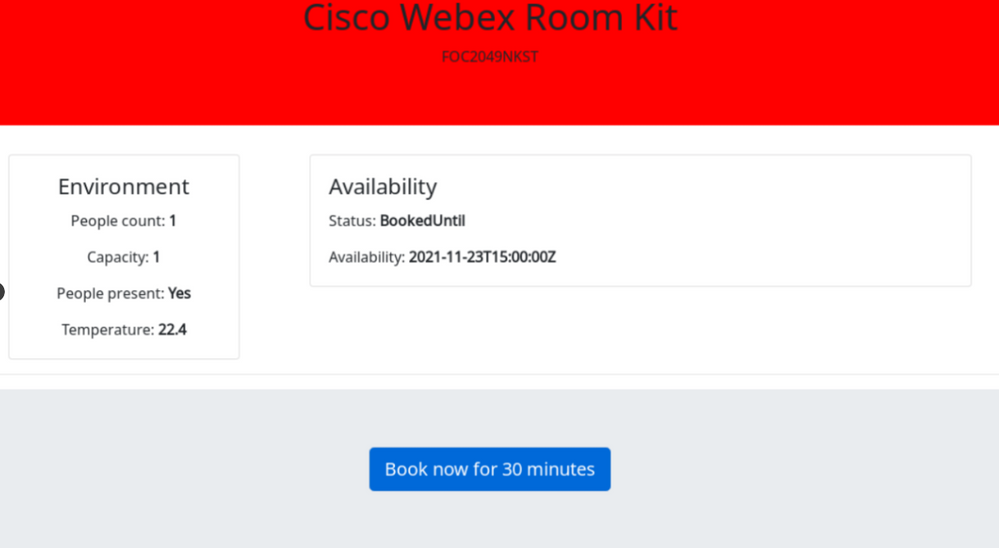 Cisco Webex Room Kit
FOC2049NKST
Environment
People count: 1
Capacity: 1
People present: Yes
Temperature: 22.4
Availability
Status: BookedUntil
Availability: 2021-11-23T15:00:00Z
Book now for 30 minutes